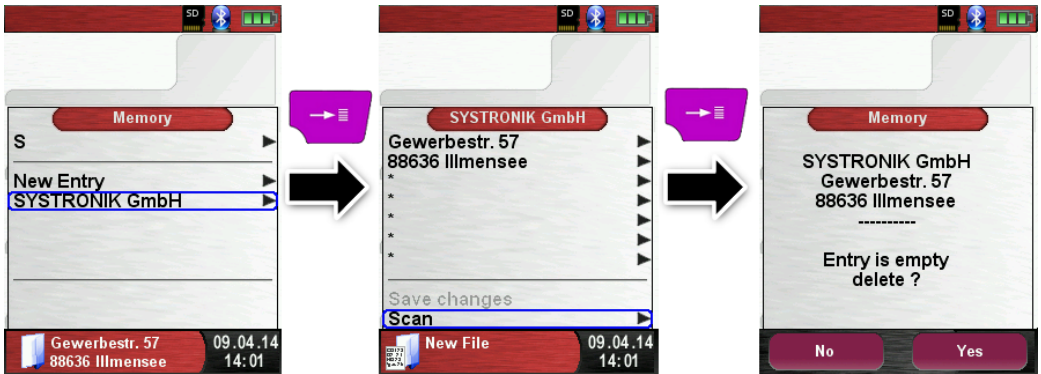 SD
Memory
S
New Entry
SYSTRONIK GmbH
Gewerbestr. 57
88636 Illmensee
09.04.14
14:01
SD
SYSTRONIK GmbH
Gewerbestr. 57
88636 Illmensee
*
*
*
*
*
Save changes
Scan
New File
09.04.14
14:01
SD
Memory
SYSTRONIK GmbH
Gewerbestr. 57
88636 Illmensee
----------
Entry is empty
delete ?
No
Yes